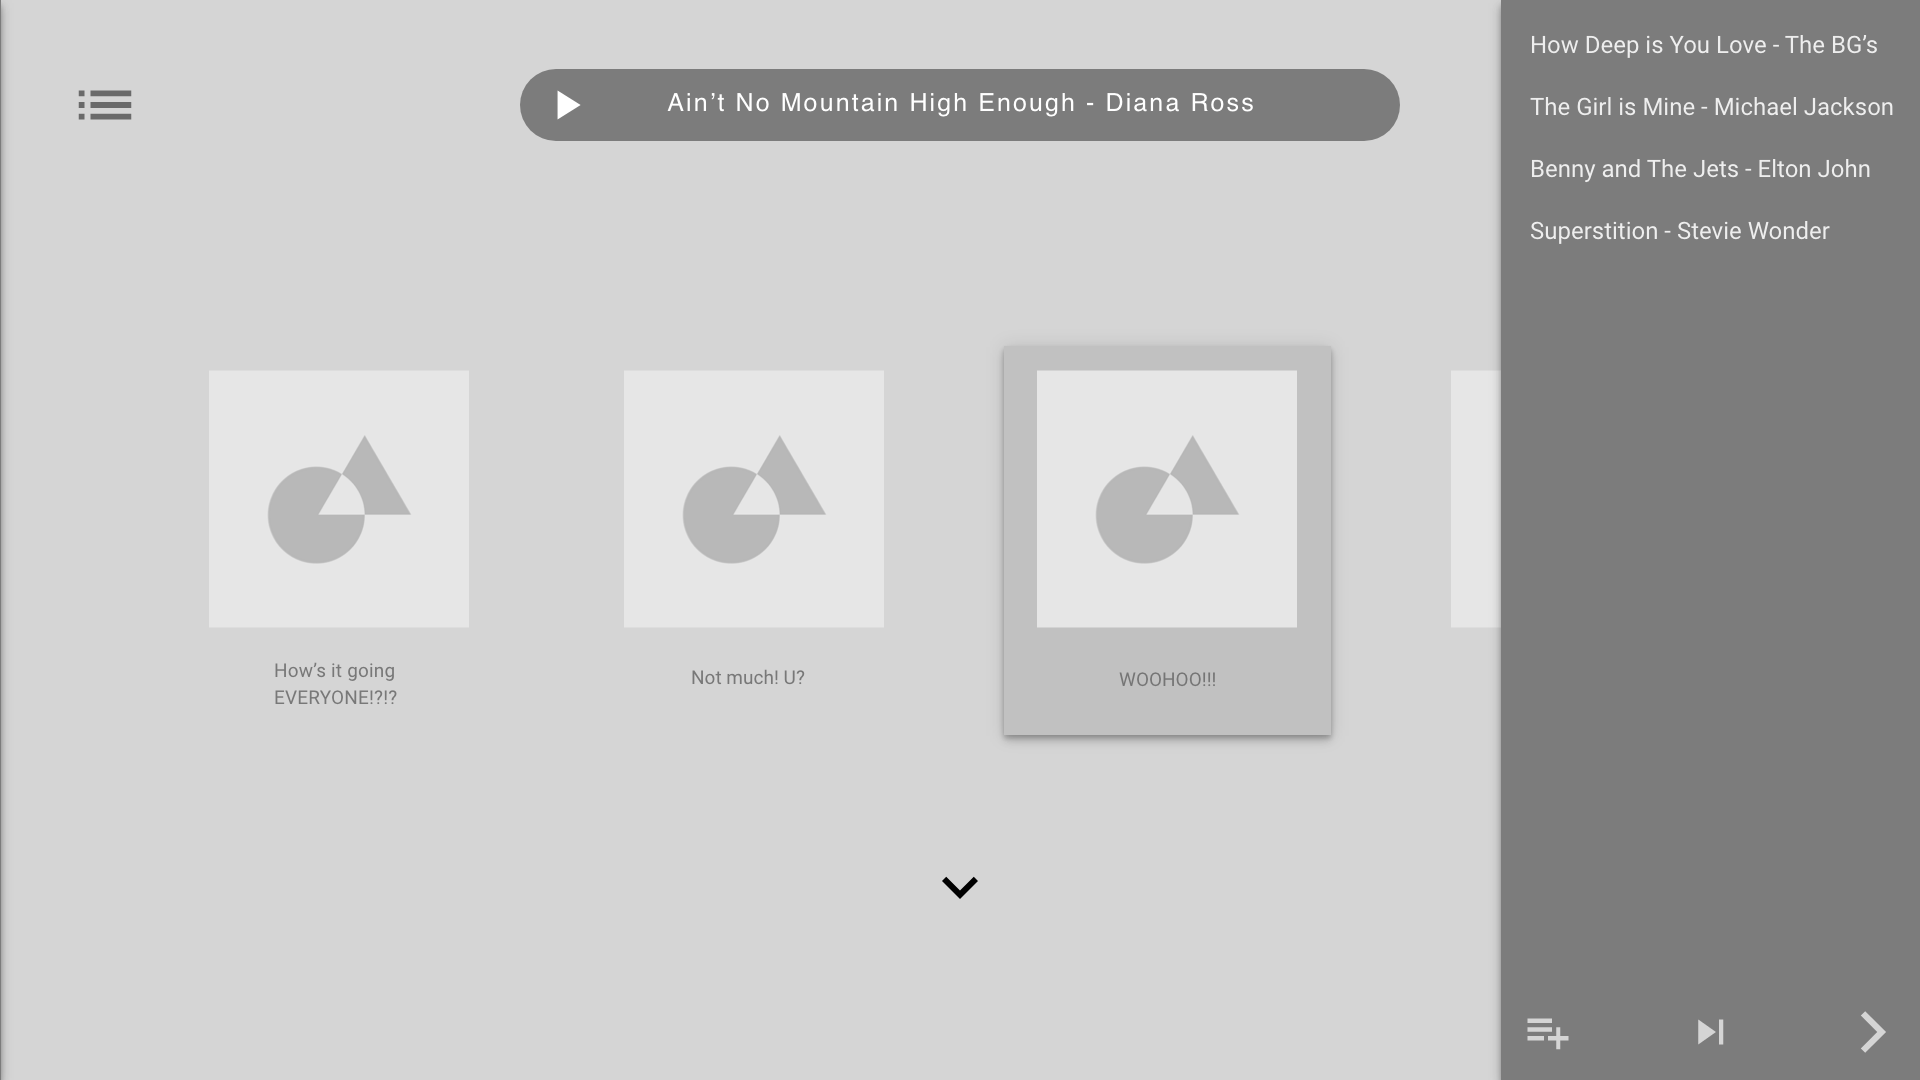 Ain’t No Mountain High Enough - Diana Ross
How’s it going
EVERYONE!?!?
Not much! U?
WOOHOO!!!
How Deep is You Love - The BG’s
The Girl is Mine - Michael Jackson
Benny and The Jets - Elton John
Superstition - Stevie Wonder